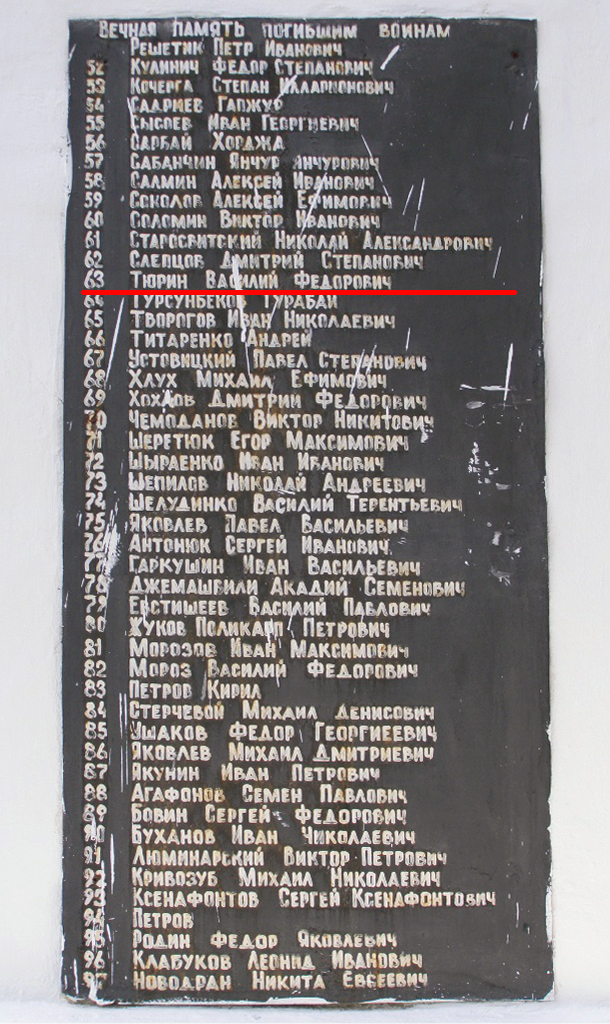 ВЕЧНАЯ ПАМЯТЬ ПОГИБШИМ ВОИНАМ
РЕШЕТИК ПЕТР ИВАНОВИЧ
52 КУЛИНИЧ ФЕДОР СТЕПАНОВИЧ
53 КОЧЕРГА СТЕПАН ИЛЛАРИОНОВИЧ
54 САДРИЕВ ГАПЖУР
55 СЫСОЕВ ИВАН ГЕОРГИЕВИЧ
56 САРБАЙ ХОРДЖА
57 САБАНЧИН ЯНЧУР ЯНЧУРОВИЧ
58 САЛМИН АЛЕКСЕЙ ИВАНОВИЧ
59 СОКОЛОВ АЛЕКСЕЙ ЕФИМОВИЧ
60 СОЛОМИН ВИКТОР ИВАНОВИЧ
61 СТАРОСВИТСКИЙ НИКОЛАЙ АЛЕКСАНДРОВИЧ
62 СЛЕПЦОВ ДМИТРИЙ СТЕПАНОВИЧ
63 ТЮРИН ВАСИЛИЙ ФЕДОРОВИЧ
64 ТУРСУНБЕКОВ ТУРАБАЙ
65 ТВОРОГОВ ИВАН НИКОЛАЕВИЧ
66 ТИТАРЕНКО АНДРЕЙ
67 УСТОВИЦКИЙ ПАВЕЛ СТЕПАНОВИЧ
68 ХЛУХ МИХАИЛ ЕФИМОВИЧ
69 ХОХЛОВ ДМИТРИЙ ФЕДОРОВИЧ
70 ЧЕМОДАНОВ ВИКТОР НИКИТОВИЧ
71 ШЕРЕТЮК ЕГОР МАКСИМОВИЧ
72 ШЫРАЕНКО ИВАН ИВАНОВИЧ
73 ШЕПИЛОВ НИКОЛАЙ АНДРЕЕВИЧ
74 ШЕЛУДИНКО ВАСИЛИЙ ТЕРЕНТЬЕВИЧ
75 ЯКОВЛЕВ ПАВЕЛ ВАСИЛЬЕВИЧ
76 АНТОНЮК СЕРГЕЙ ИВАНОВИЧ
77 ГАРКУШИН ИВАН ВАСИЛЬЕВИЧ
78 ДЖЕМАШВИЛИ АКАДИЙ СЕМЕНОВИЧ
79 ЕВСТИШЕЕВ ВАСИЛИЙ ПАВЛОВИЧ
80 ЖУКОВ ПОЛИКАРП ПЕТРОВИЧ
81 МОРОЗОВ ИВАН МАКСИМОВИЧ
82 МОРОЗ ВАСИЛИЙ ФЕДОРОВИЧ
83 ПЕТРОВ КИРИЛ
84 СТЕРЧЕВОЙ МИХАИЛ ДЕНИСОВИЧ
85 УШАКОВ ФЕДОР ГЕОРГИЕЕВИЧ
86 ЯКОВЛЕВ МИХАИЛ ДМИТРИЕВИЧ
87 ЯКУНИН ИВАН ПЕТРОВИЧ
88 АГАФОНОВ СЕМЕН ПАВЛОВИЧ
89 БОВИН СЕРГЕЙ ФЕДОРОВИЧ
90 БУХАНОВ ИВАН НИКОЛАЕВИЧ
91 ЛЮМИНАРЬСКИЙ ВИКТОР ПЕТРОВИЧ
92 КРИВОЗУБ МИХАИЛ НИКОЛАЕВИЧ
93 КСЕНАФОНТОВ СЕРГЕЙ КСЕНАФОНТОВИЧ
94 ПЕТРОВ
95 РОДИН ФЕДОР ЯКОВЛЕВИЧ
96 КЛАБУКОВ ЛЕОНИД ИВАНОВИЧ
97 НОВОДРАН НИКИТА ЕВСЕЕВИЧ